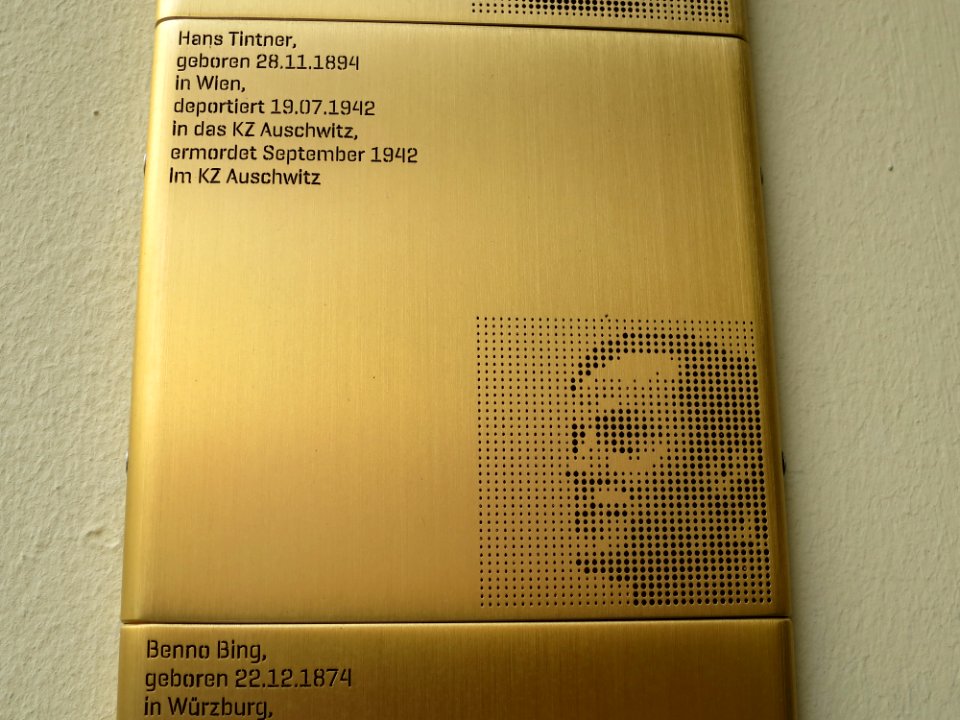 Hans Tintner,
geboren 28.11.1894
in Wien,
deportiert 19.07.1942
in das KZ Auschwitz,
ermordet September 1942
Im KZ Auschwitz
Benno Bing,
geboren 22.12.1874
in Würzburg,